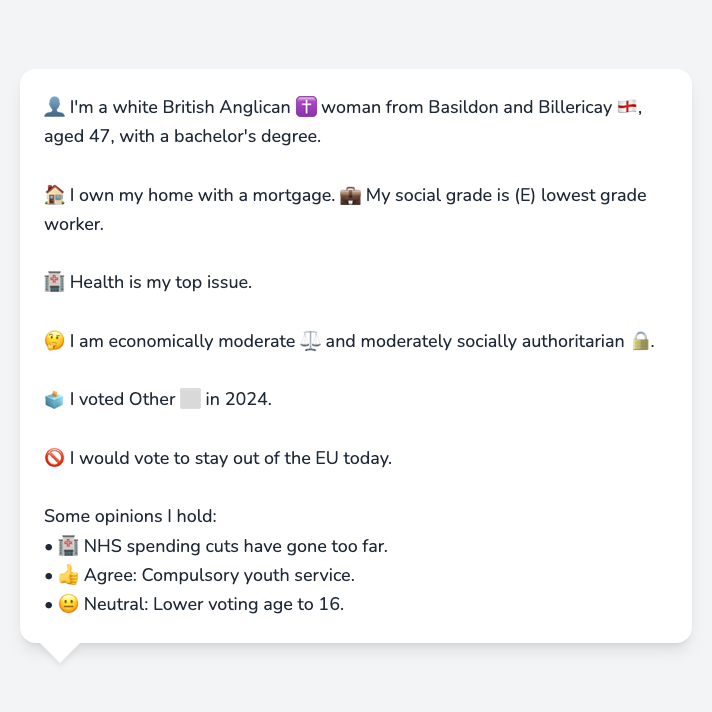 👤 I'm a white British Anglican ✝️ woman from Basildon and Billericay 🏴󠁧󠁢󠁥󠁮󠁧󠁿,
aged 47, with a bachelor's degree.
🏠 I own my home with a mortgage. 💼 My social grade is (E) lowest grade
worker.
🏥 Health is my top issue.
🤔 I am economically moderate ⚖️ and moderately socially authoritarian 🔒.
🗳️ I voted Other ⬜ in 2024.
🚫 I would vote to stay out of the EU today.
Some opinions I hold:
• 🏥 NHS spending cuts have gone too far.
• 👍 Agree: Compulsory youth service.
• 😐 Neutral: Lower voting age to 16.